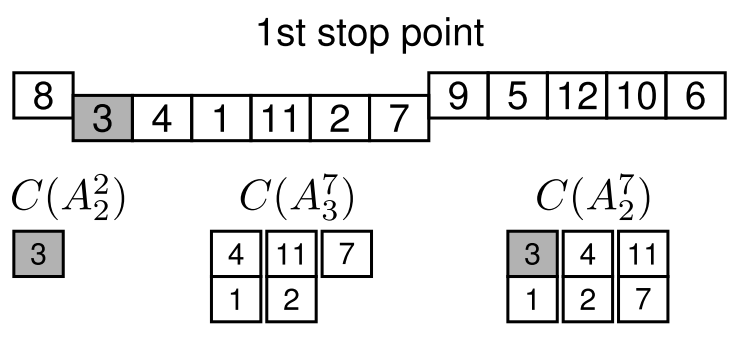 1st stop point
8 3 4 1 11 2 7 9 5 12 10 6
C(A_2^2) C(A_3^7) C(A_2^7)
3 4 11 7 3 4 11
1 2 1 2 7